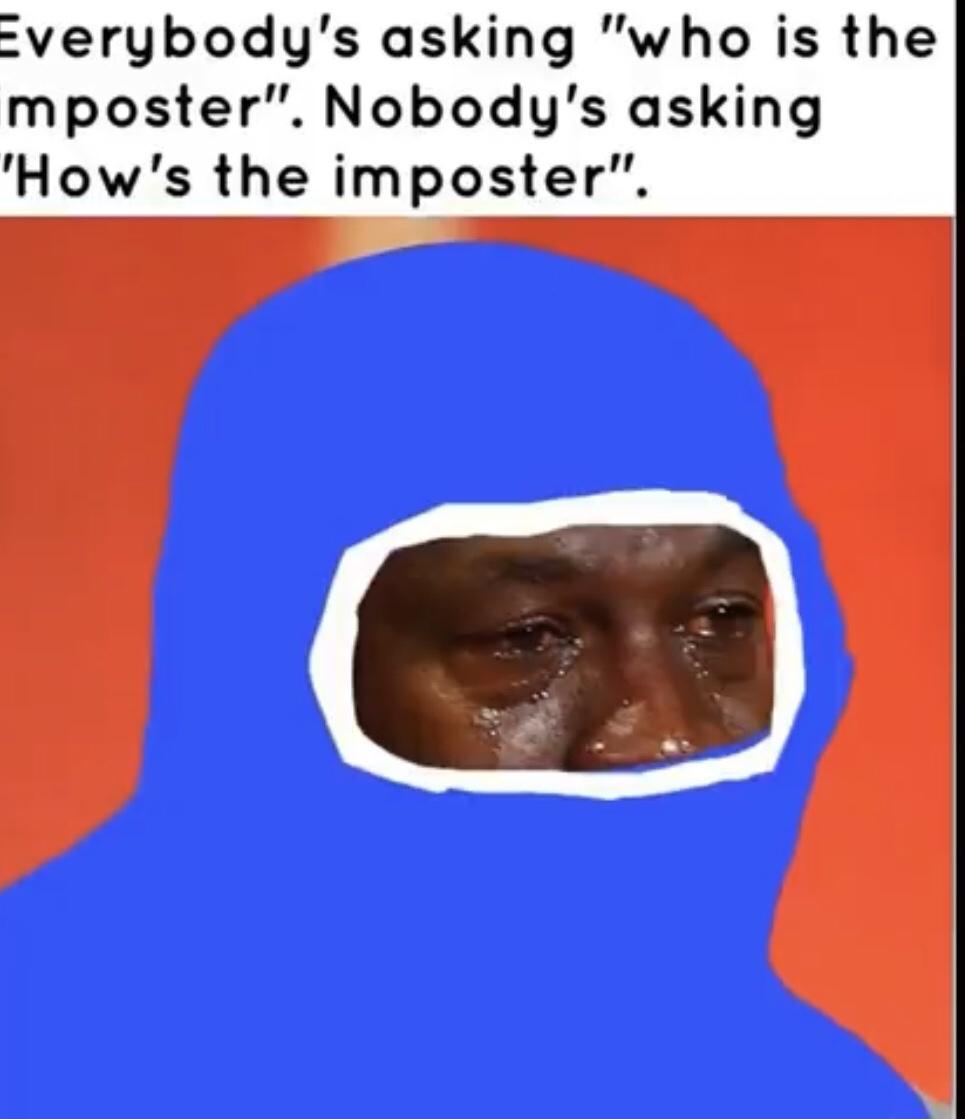 Everybody's asking "who is the
imposter". Nobody's asking
"How's the imposter".